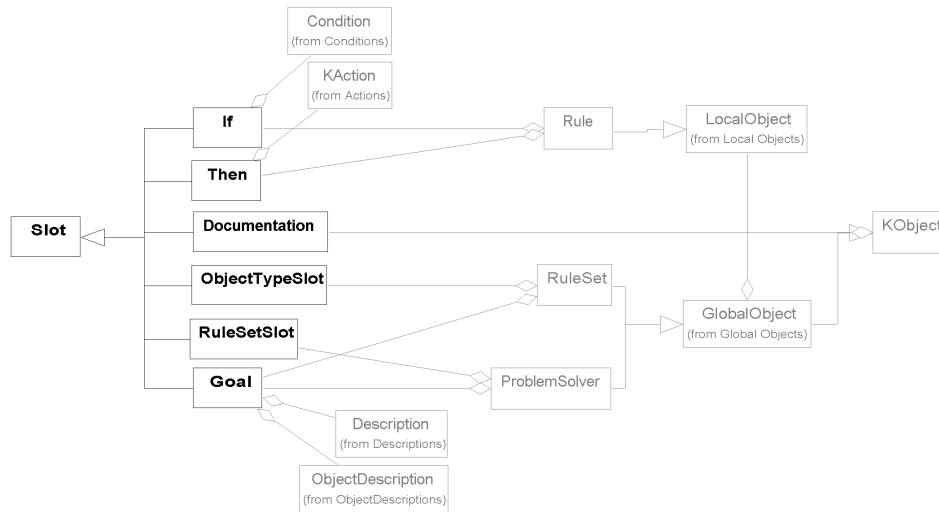 Condition
(from Conditions)
KAction
(from Actions)
If
Rule
LocalObject
(from Local Objects)
Then
Slot
Documentation
KObject
ObjectTypeSlot
RuleSet
GlobalObject
(from Global Objects)
RuleSetSlot
Goal
ProblemSolver
Description
(from Descriptions)
ObjectDescription
(from ObjectDescriptions)